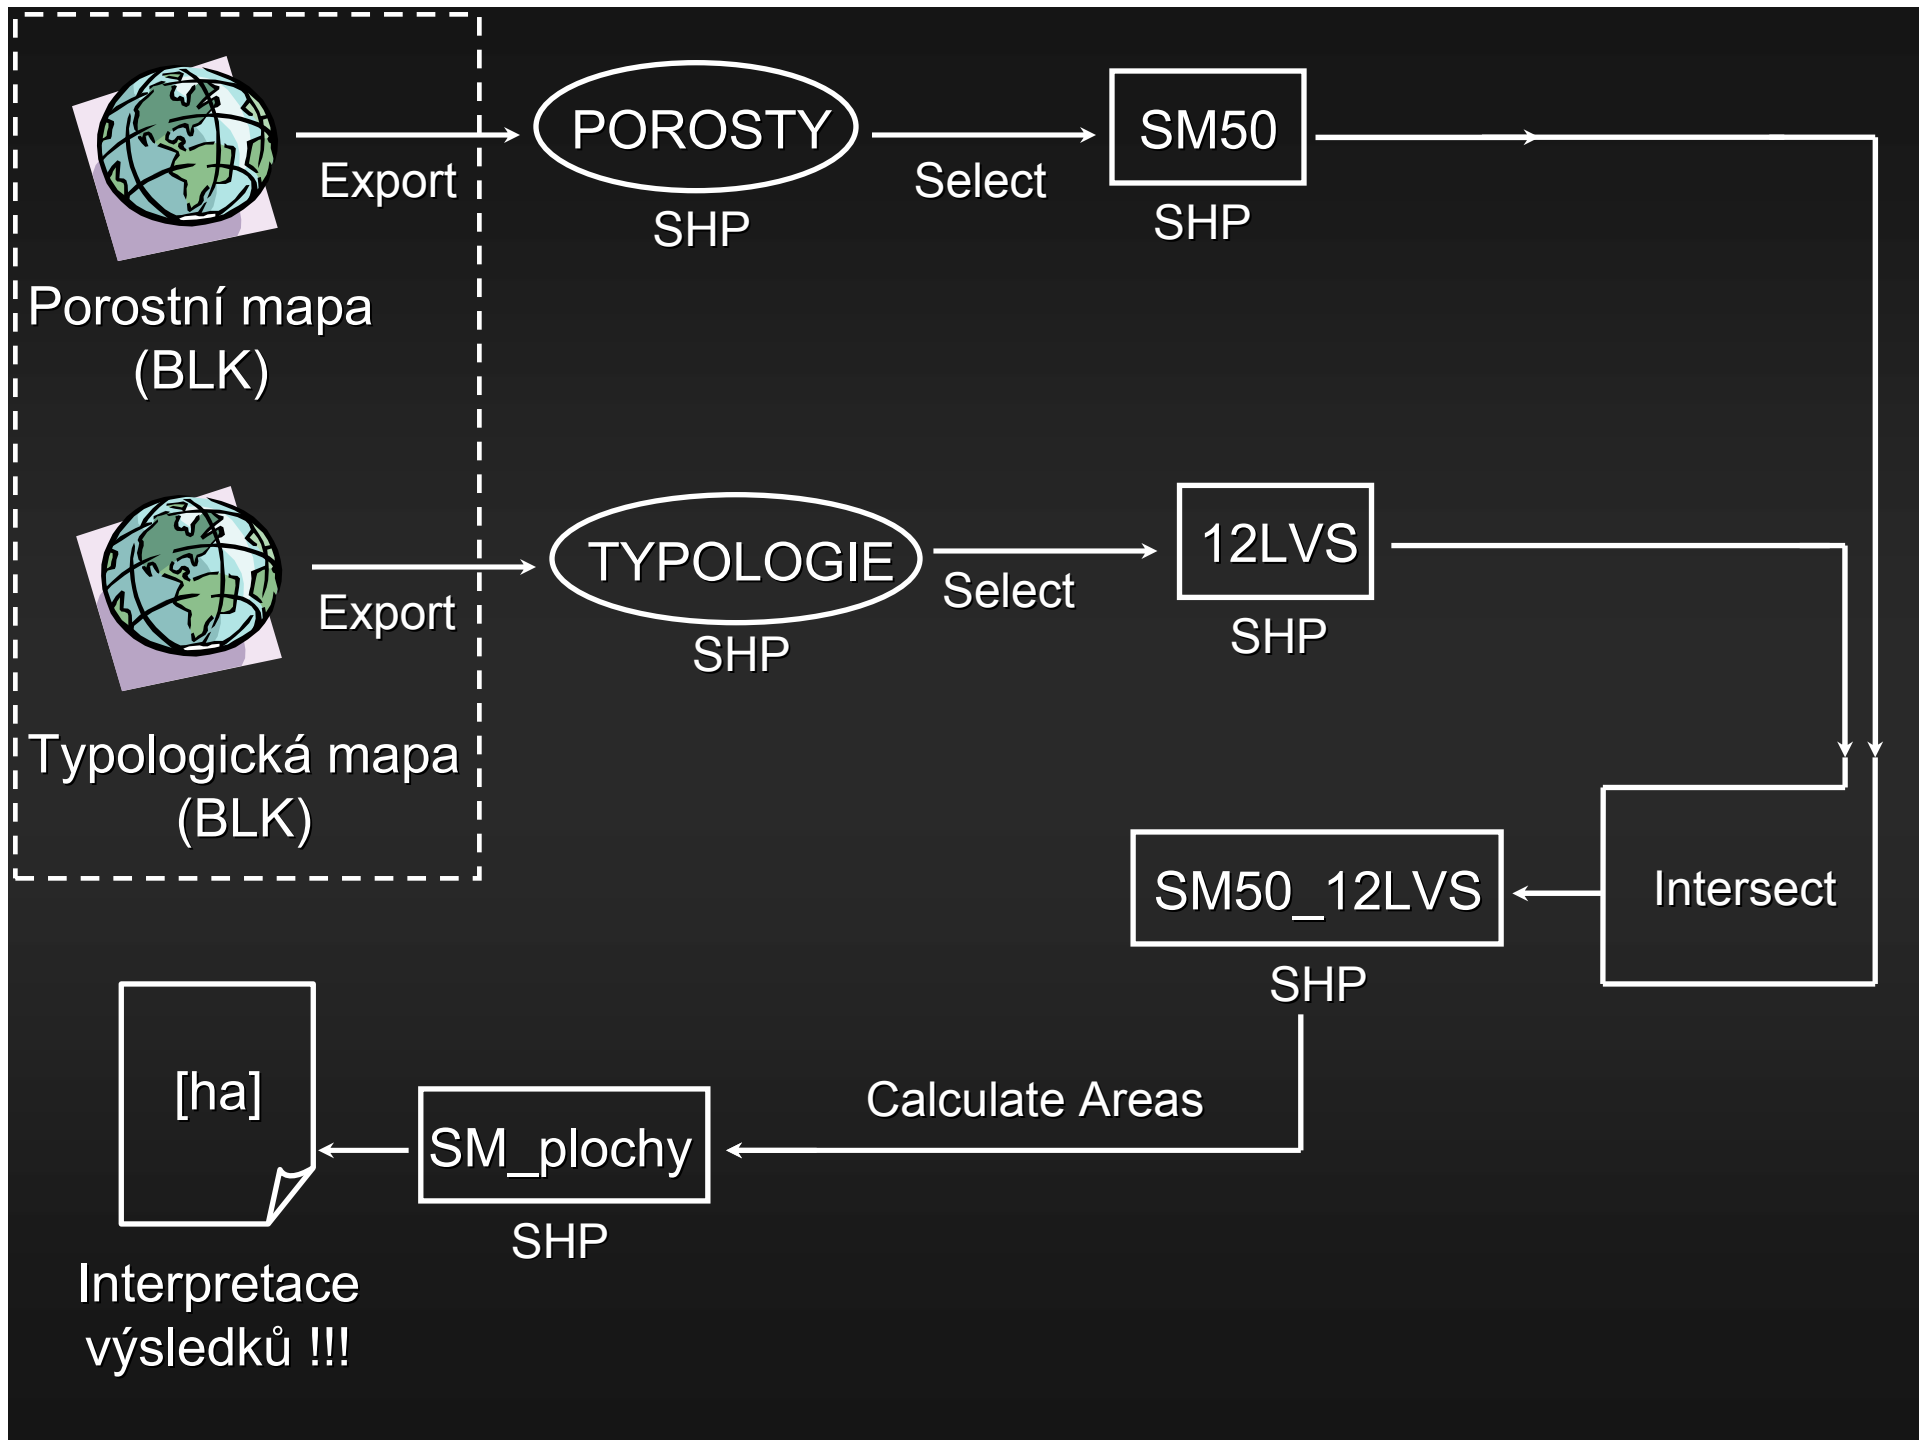 Export
POROSTY
SHP
Select
SM50
SHP
Porostní mapa
(BLK)
Export
TYPOLOGIE
SHP
Select
12LVS
SHP
Typologická mapa
(BLK)
Intersect
SM50_12LVS
SHP
Calculate Areas
SM_plochy
SHP
[ha]
Interpretace
výsledků !!!